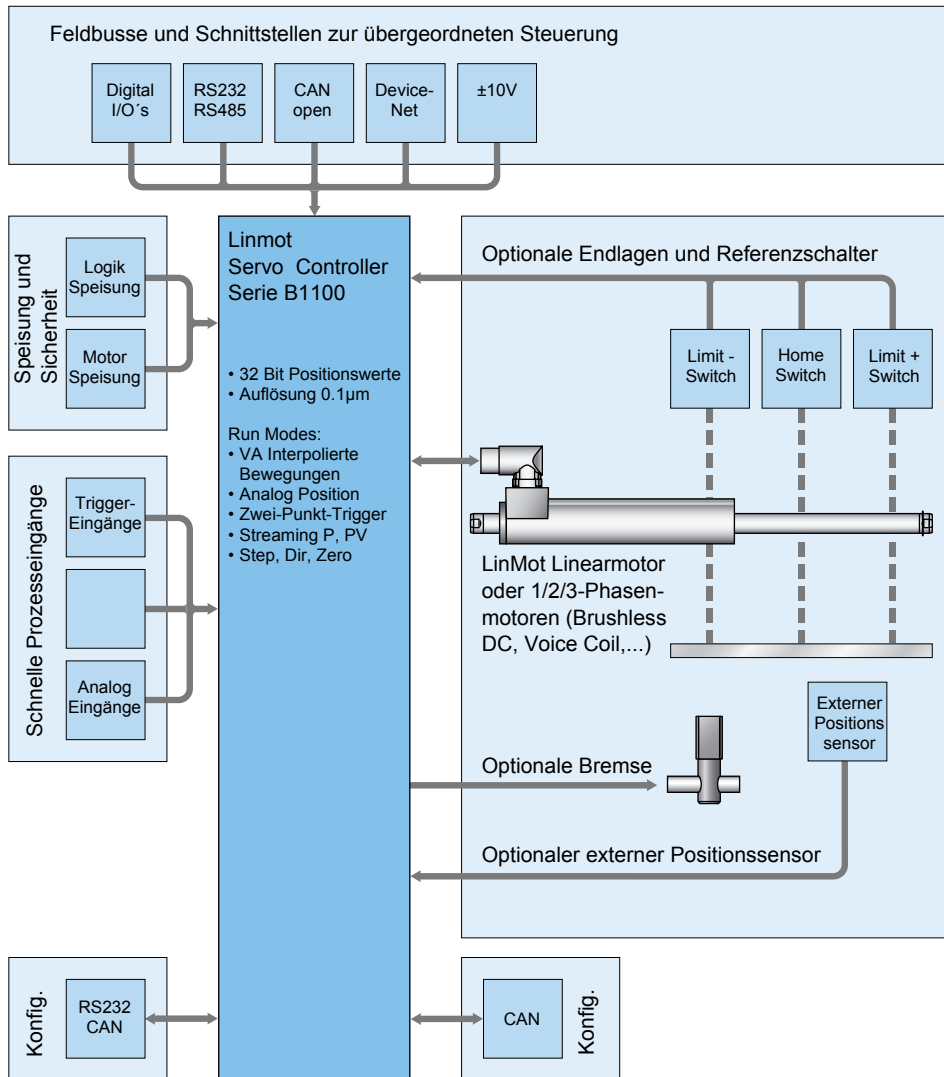 Feldbusse und Schnittstellen zur übergeordneten Steuerung
Digital
I/O´s
RS232
RS485
CAN
open
Device-
Net
±10V
Speisung und
Sicherheit
Logik
Speisung
Motor
Speisung
Linmot
Servo Controller
Serie B1100
• 32 Bit Positionswerte
• Auflösung 0.1µm
Run Modes:
• VA Interpolierte
Bewegungen
• Analog Position
• Zwei-Punkt-Trigger
• Streaming P, PV
• Step, Dir, Zero
Schnelle Prozesseingänge
Trigger-
Eingänge
Analog
Eingänge
Optionale Endlagen und Referenzschalter
Limit -
Switch
Home
Switch
Limit +
Switch
LinMot Linearmotor
oder 1/2/3-Phasen-
motoren (Brushless
DC, Voice Coil,...)
Externer
Positions
sensor
Optionale Bremse
Optionaler externer Positionssensor
Konfig.
RS232
CAN
CAN
Konfig.